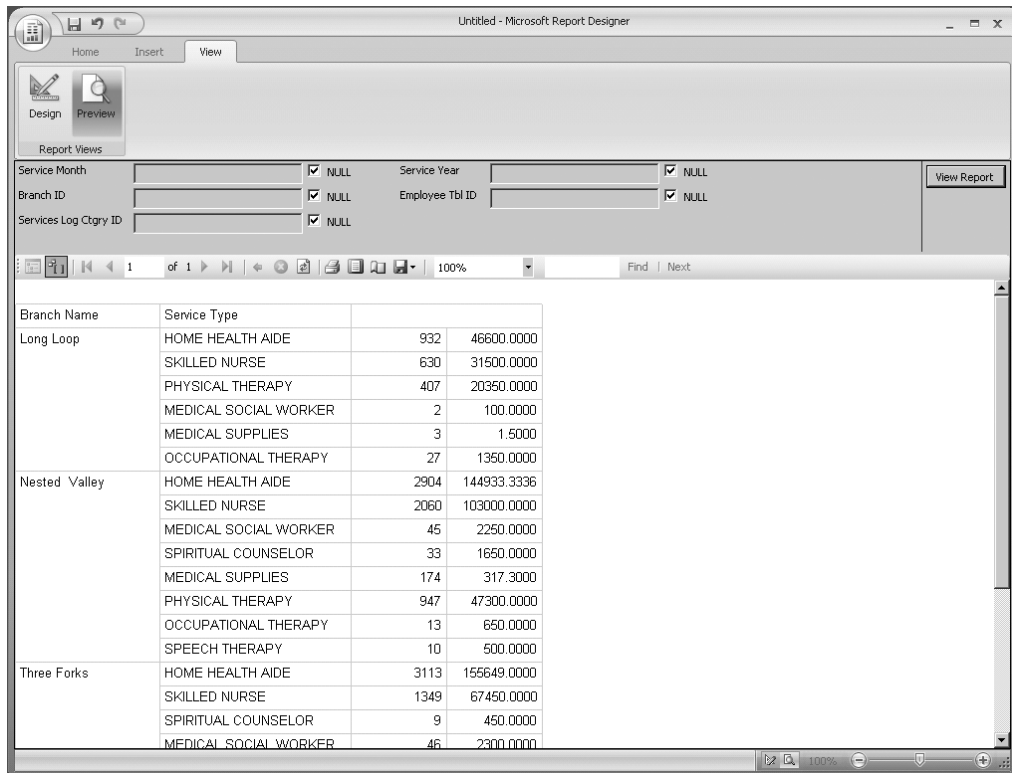 Untitled - Microsoft Report Designer
Home Insert View
Design Preview
Report Views
Service Month NULL Service Year NULL View Report
Branch ID NULL Employee Tbl ID NULL
Services Log Ctgry ID NULL
1 of 1 100% Find | Next
Branch Name Service Type
Long Loop HOME HEALTH AIDE 932 46600.0000
SKILLED NURSE 630 31500.0000
PHYSICAL THERAPY 407 20350.0000
MEDICAL SOCIAL WORKER 2 100.0000
MEDICAL SUPPLIES 3 1.5000
OCCUPATIONAL THERAPY 27 1350.0000
Nested Valley HOME HEALTH AIDE 2904 144933.3336
SKILLED NURSE 2060 103000.0000
MEDICAL SOCIAL WORKER 45 2250.0000
SPIRITUAL COUNSELOR 33 1650.0000
MEDICAL SUPPLIES 174 317.3000
PHYSICAL THERAPY 947 47300.0000
OCCUPATIONAL THERAPY 13 650.0000
SPEECH THERAPY 10 500.0000
Three Forks HOME HEALTH AIDE 3113 155649.0000
SKILLED NURSE 1349 67450.0000
SPIRITUAL COUNSELOR 9 450.0000
MEDICAL SOCIAL WORKER 46 2300.0000
100%